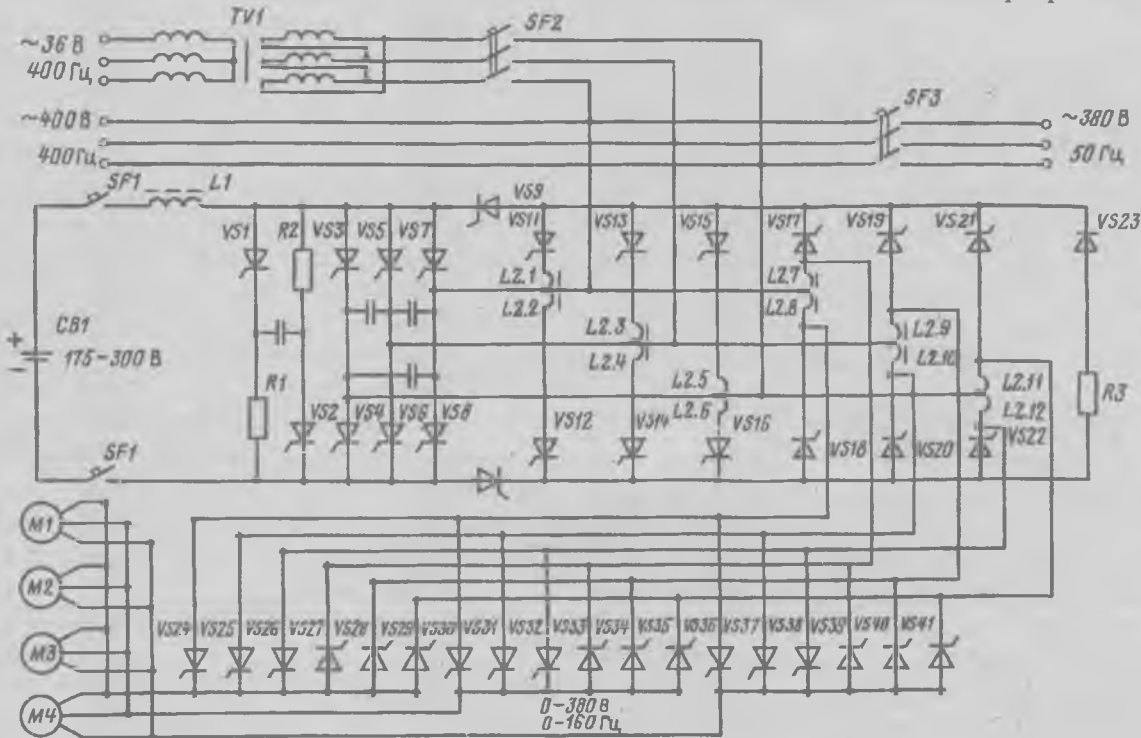 TV1
SF2
~36 В
400 Гц
SF3
~400 В
~380 В
400 Гц
50 Гц
SF1
L1
VS9
VS1
R2
VS3
VS5
VS7
VS11
VS13
VS15
VS17
VS19
VS21
VS23
L2.1
L2.7
L2.2
L2.8
+
СВ1
L2.3
L2.9
-
175-300 В
L2.4
L2.10
R1
L2.5
L2.11
R3
L2.6
L2.12
VS2
VS4
VS6
VS8
VS12
VS14
VS16
VS18
VS20
VS22
SF1
М1
М2
М3
VS24
VS25
VS26
VS27
VS28
VS29
VS30
VS31
VS32
VS33
VS34
VS35
VS36
VS37
VS38
VS39
VS40
VS41
М4
0-380 В
0-160 Гц